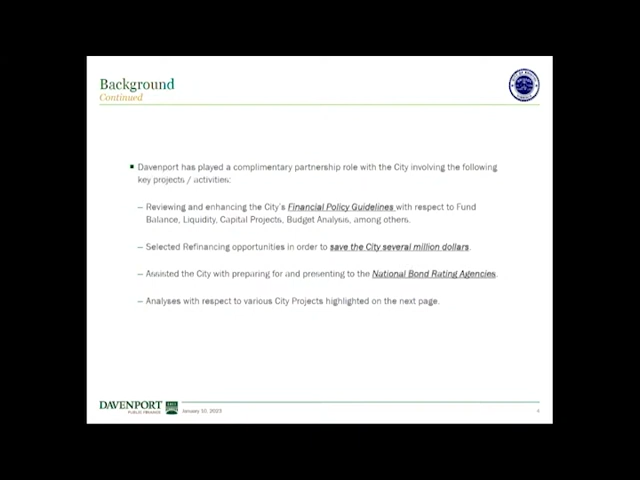 Background
Continued
Davenport has played a complimentary partnership role with the City involving the following
key projects / activities:
– Reviewing and enhancing the City's Financial Policy Guidelines with respect to Fund
Balance, Liquidity, Capital Projects, Budget Analysis, among others.
– Selected Refinancing opportunities in order to save the City several million dollars.
– Assisted the City with preparing for and presenting to the National Bond Rating Agencies.
– Analyses with respect to various City Projects highlighted on the next page.
DAVENPORT
PUBLIC FINANCE
January 10, 2023